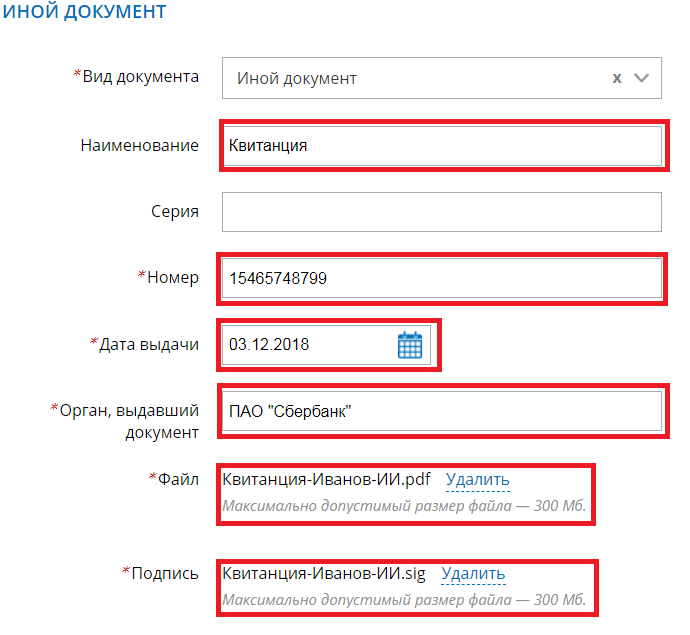 ИНОЙ ДОКУМЕНТ
*Вид документа Иной документ x
Наименование Квитанция
Серия
*Номер 15465748799
*Дата выдачи 03.12.2018
*Орган, выдавший ПАО "Сбербанк"
документ
*Файл Квитанция-Иванов-ИИ.pdf Удалить
Максимально допустимый размер файла — 300 Мб.
*Подпись Квитанция-Иванов-ИИ.sig Удалить
Максимально допустимый размер файла — 300 Мб.